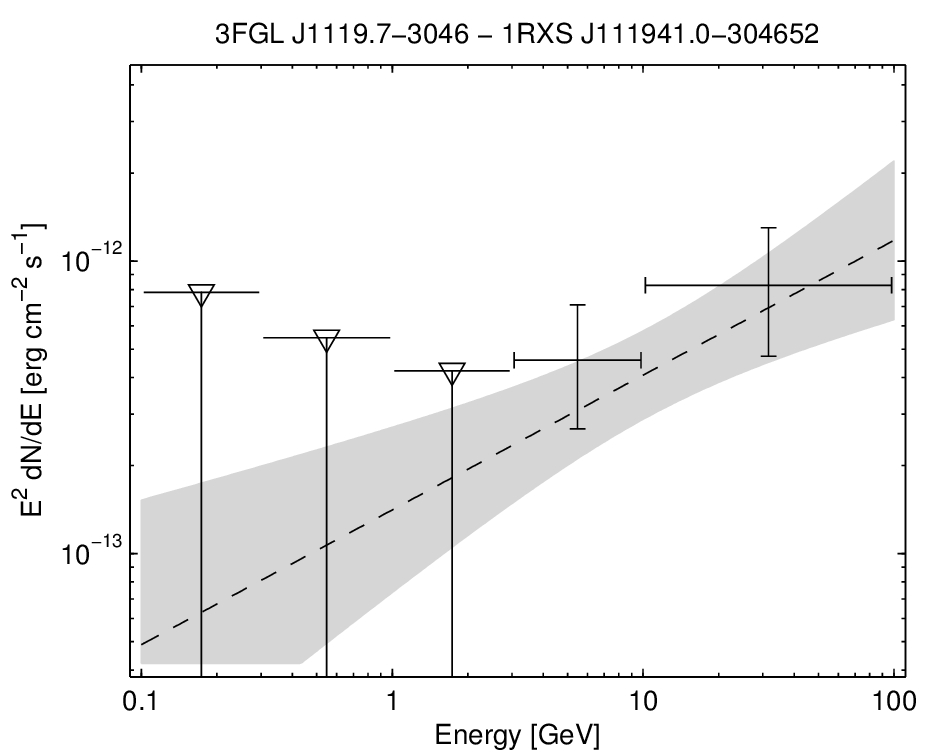 3FGL J1119.7−3046 − 1RXS J111941.0−304652
E² dN/dE [erg cm⁻² s⁻¹]
10⁻¹²
10⁻¹³
0.1 1 10 100
Energy [GeV]